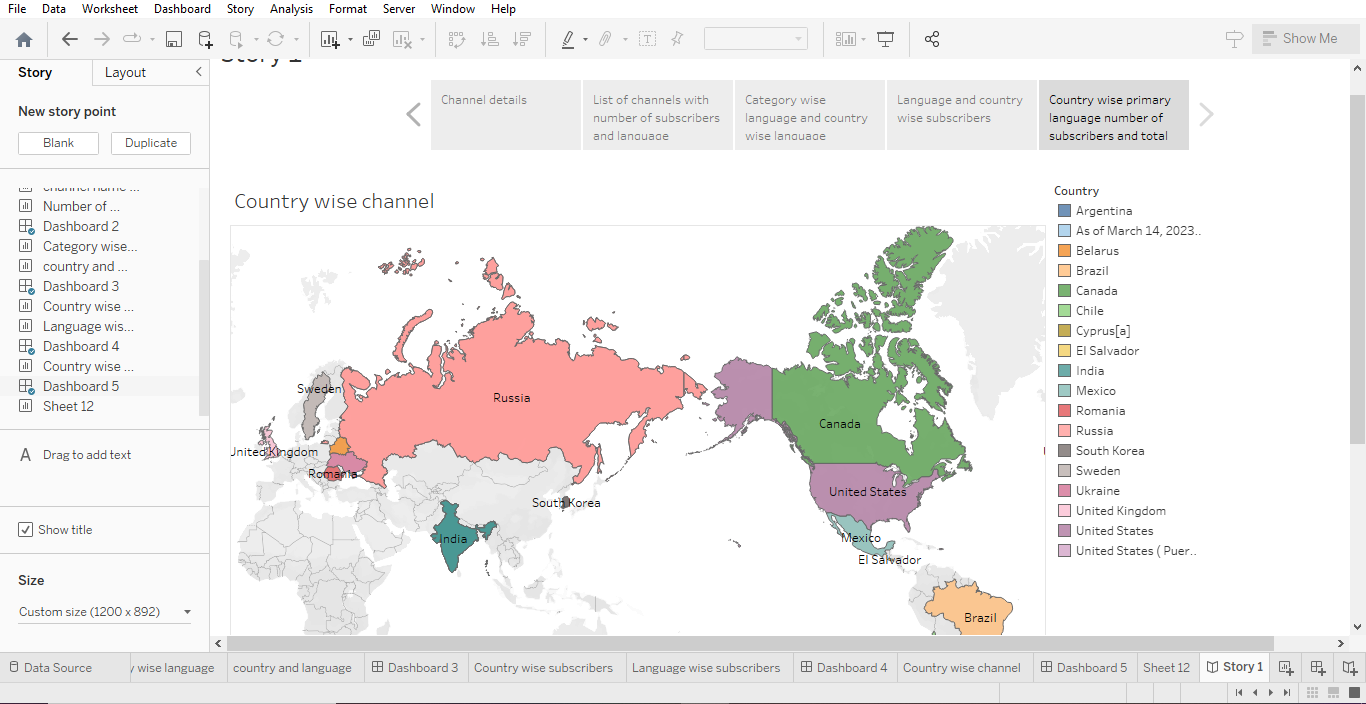 File Data Worksheet Dashboard Story Analysis Format Server Window Help
Show Me
Story Layout
Story 1
New story point
Blank Duplicate
channel name ...
Number of ...
Dashboard 2
Category wise...
country and ...
Dashboard 3
Country wise ...
Language wis...
Dashboard 4
Country wise ...
Dashboard 5
Sheet 12
A Drag to add text
Show title
Size
Custom size (1200 x 892)
Channel details
List of channels with
number of subscribers
and language
Category wise
language and country
wise language
Language and country
wise subscribers
Country wise primary
language number of
subscribers and total
Country wise channel
Sweden
Russia
United Kingdom
Romania
South Korea
India
Canada
United States
Mexico
El Salvador
Brazil
Country
Argentina
As of March 14, 2023..
Belarus
Brazil
Canada
Chile
Cyprus[a]
El Salvador
India
Mexico
Romania
Russia
South Korea
Sweden
Ukraine
United Kingdom
United States
United States ( Puer..
Data Source y wise language country and language Dashboard 3 Country wise subscribers Language wise subscribers Dashboard 4 Country wise channel Dashboard 5 Sheet 12 Story 1